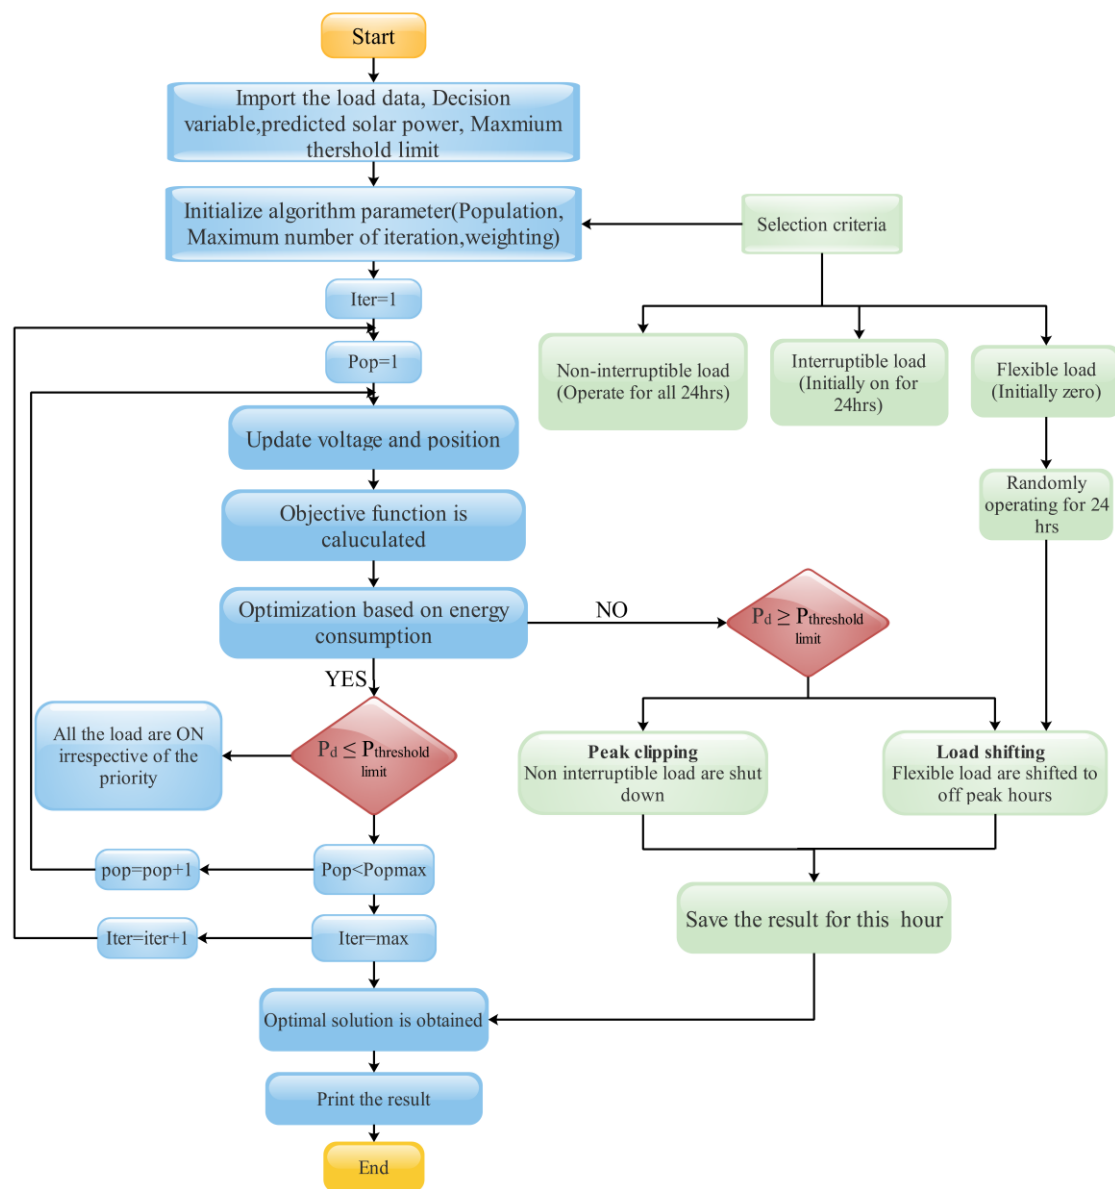 Start
Import the load data, Decision
variable,predicted solar power, Maxmium
thershold limit
Initialize algorithm parameter(Population,
Maximum number of iteration,weighting)
Selection criteria
Iter=1
Pop=1
Non-interruptible load
(Operate for all 24hrs)
Interruptible load
(Initially on for
24hrs)
Flexible load
(Initially zero)
Update voltage and position
Randomly
operating for 24
hrs
Objective function is
caluculated
Optimization based on energy
consumption
NO
Pd ≥ Pthreshold
limit
YES
All the load are ON
irrespective of the
priority
Pd ≤ Pthreshold
limit
Peak clipping
Non interruptible load are shut
down
Load shifting
Flexible load are shifted to
off peak hours
pop=pop+1
Pop<Popmax
Save the result for this hour
Iter=iter+1
Iter=max
Optimal solution is obtained
Print the result
End